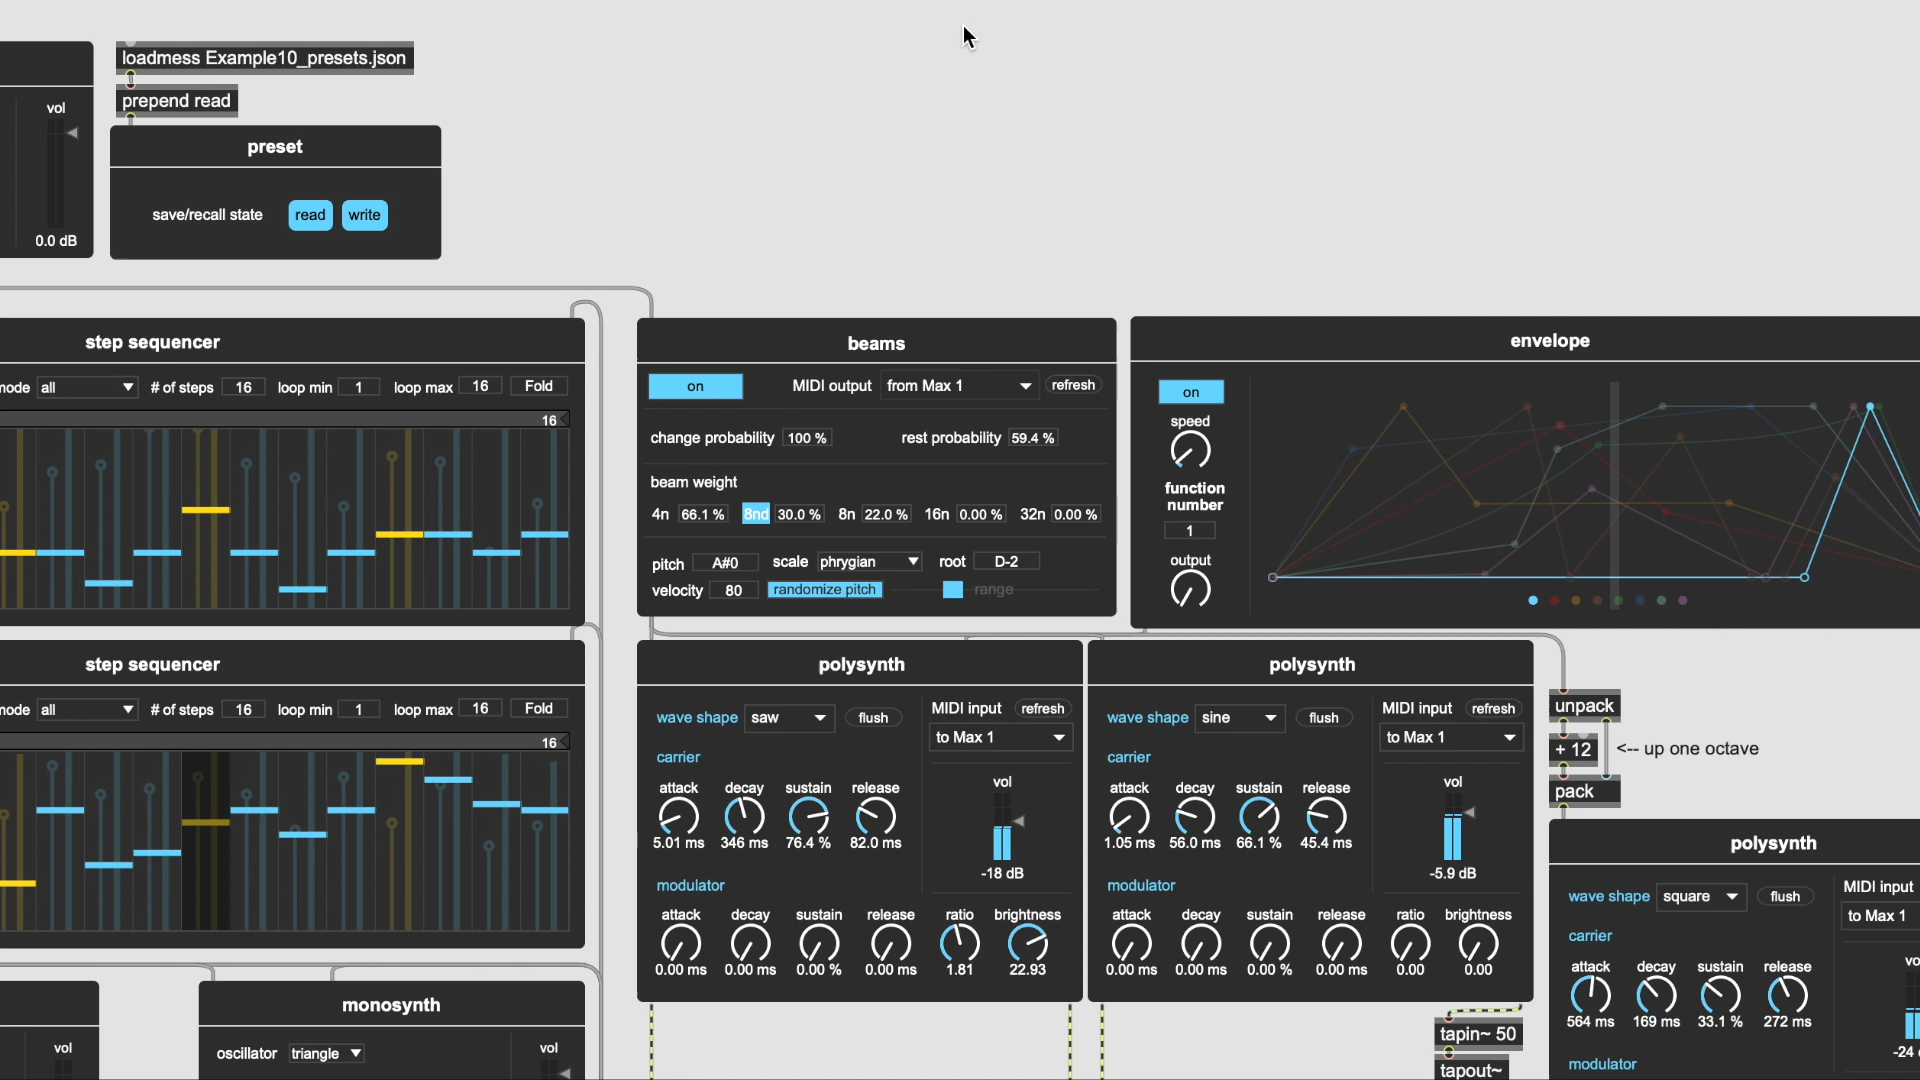 loadmess Example10_presets.json
prepend read
vol
0.0 dB
preset
save/recall state read write
step sequencer
mode all # of steps 16 loop min 1 loop max 16 Fold
16
step sequencer
mode all # of steps 16 loop min 1 loop max 16 Fold
16
vol
monosynth
oscillator triangle
vol
beams
on MIDI output from Max 1 refresh
change probability 100 % rest probability 59.4 %
beam weight
4n 66.1 % 8nd 30.0 % 8n 22.0 % 16n 0.00 % 32n 0.00 %
pitch A#0 scale phrygian root D-2
velocity 80 randomize pitch range
envelope
on
speed
function
number
1
output
polysynth
wave shape saw flush
MIDI input refresh
to Max 1
carrier
attack decay sustain release
5.01 ms 346 ms 76.4 % 82.0 ms
vol
-18 dB
modulator
attack decay sustain release ratio brightness
0.00 ms 0.00 ms 0.00 % 0.00 ms 1.81 22.93
polysynth
wave shape sine flush
MIDI input refresh
to Max 1
carrier
attack decay sustain release
1.05 ms 56.0 ms 66.1 % 45.4 ms
vol
-5.9 dB
modulator
attack decay sustain release ratio brightness
0.00 ms 0.00 ms 0.00 % 0.00 ms 0.00 0.00
unpack
+ 12 <-- up one octave
pack
tapin~ 50
tapout~
polysynth
wave shape square flush
MIDI input
to Max 1
carrier
attack decay sustain release
564 ms 169 ms 33.1 % 272 ms
-24
modulator